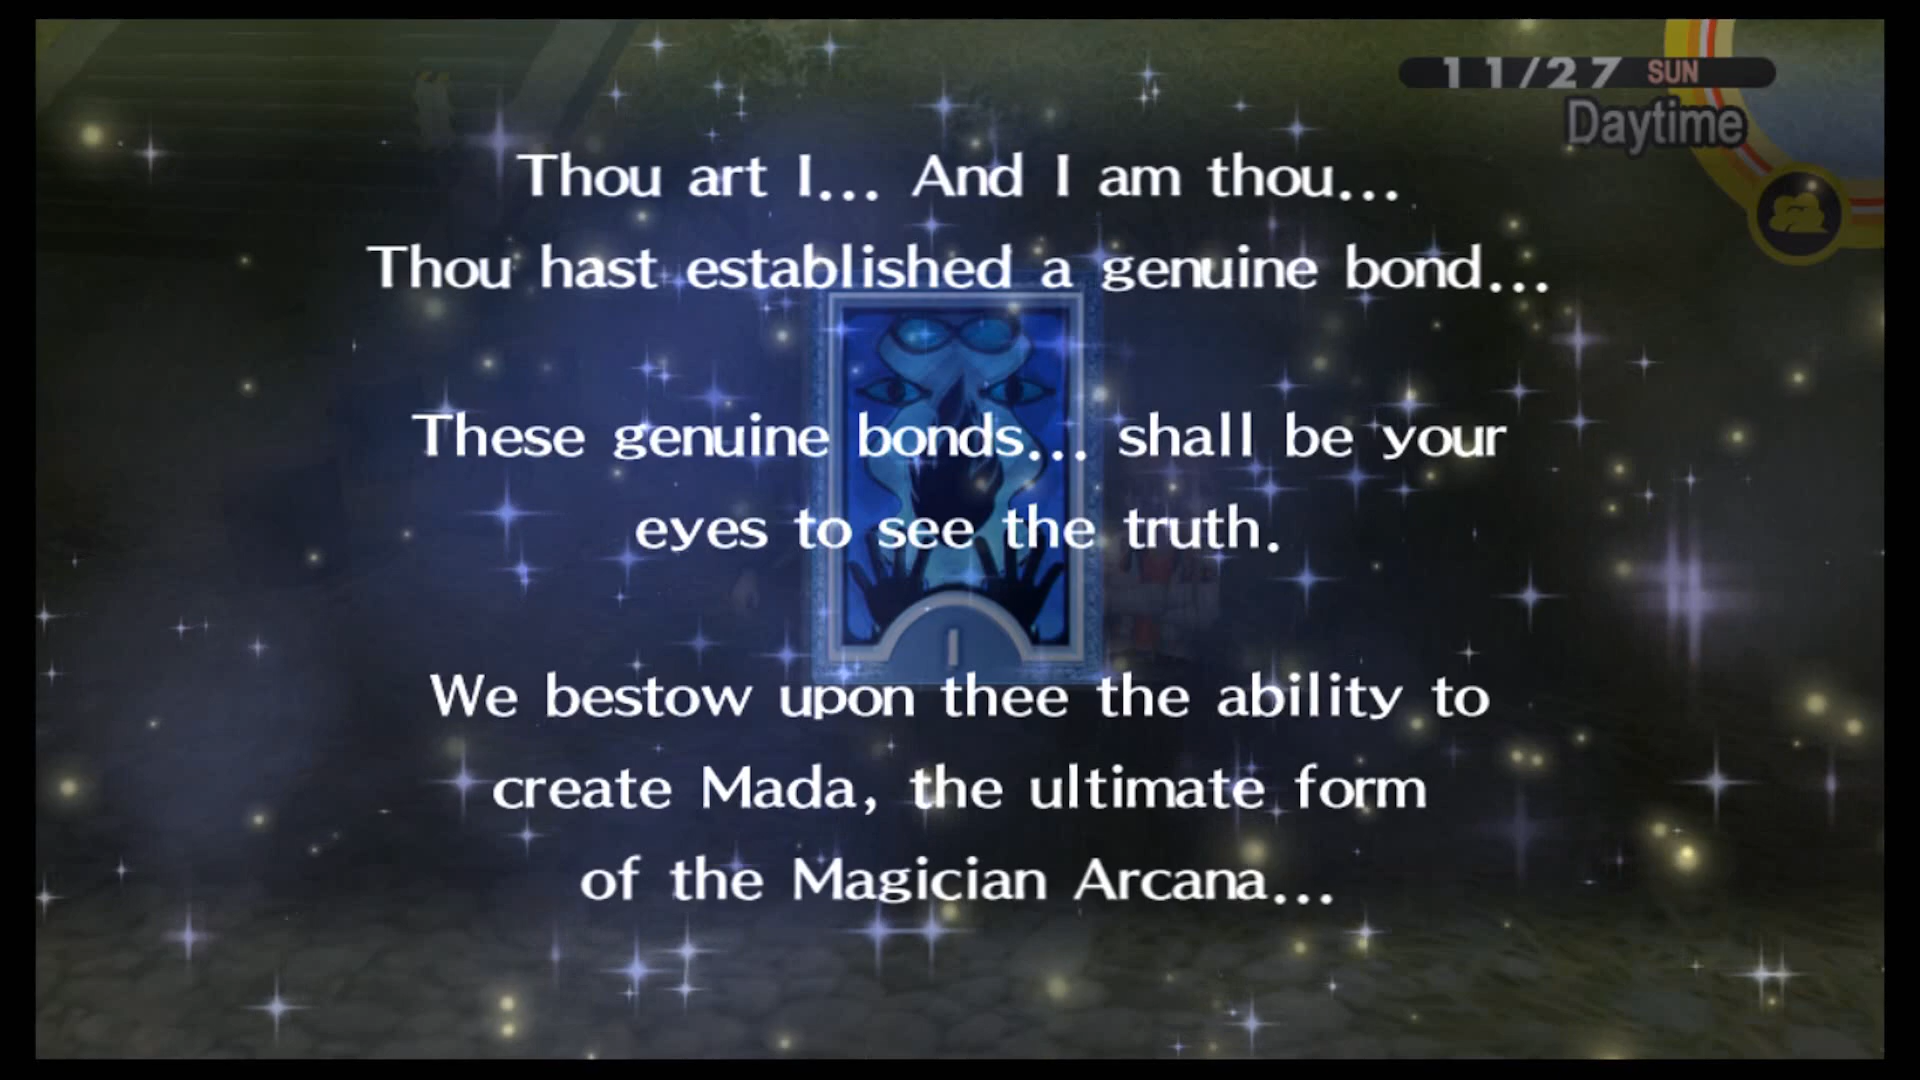 11/27 SUN
Daytime
Thou art I... And I am thou...
Thou hast established a genuine bond...
These genuine bonds... shall be your
eyes to see the truth.
I
We bestow upon thee the ability to
create Mada, the ultimate form
of the Magician Arcana...